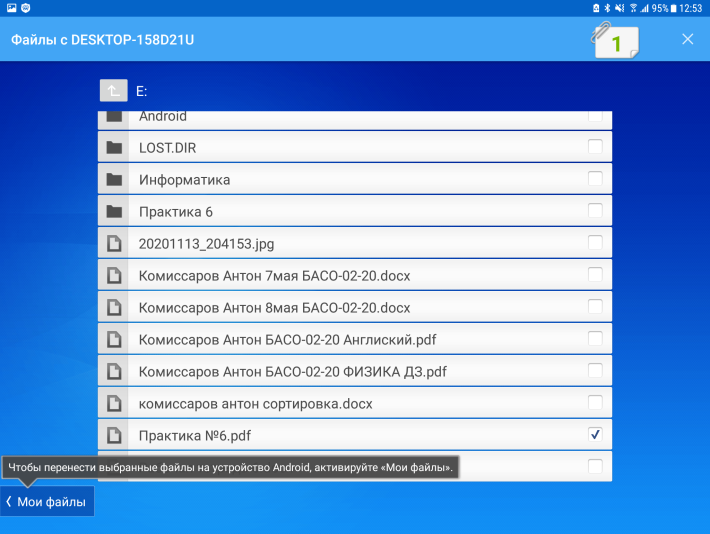 95% 12:53
Файлы с DESKTOP-158D21U
1
E:
Android
LOST.DIR
Информатика
Практика 6
20201113_204153.jpg
Комиссаров Антон 7мая БАСО-02-20.docx
Комиссаров Антон 8мая БАСО-02-20.docx
Комиссаров Антон БАСО-02-20 Англиский.pdf
Комиссаров Антон БАСО-02-20 ФИЗИКА ДЗ.pdf
комиссаров антон сортировка.docx
Практика №6.pdf
Чтобы перенести выбранные файлы на устройство Android, активируйте «Мои файлы».
Мои файлы